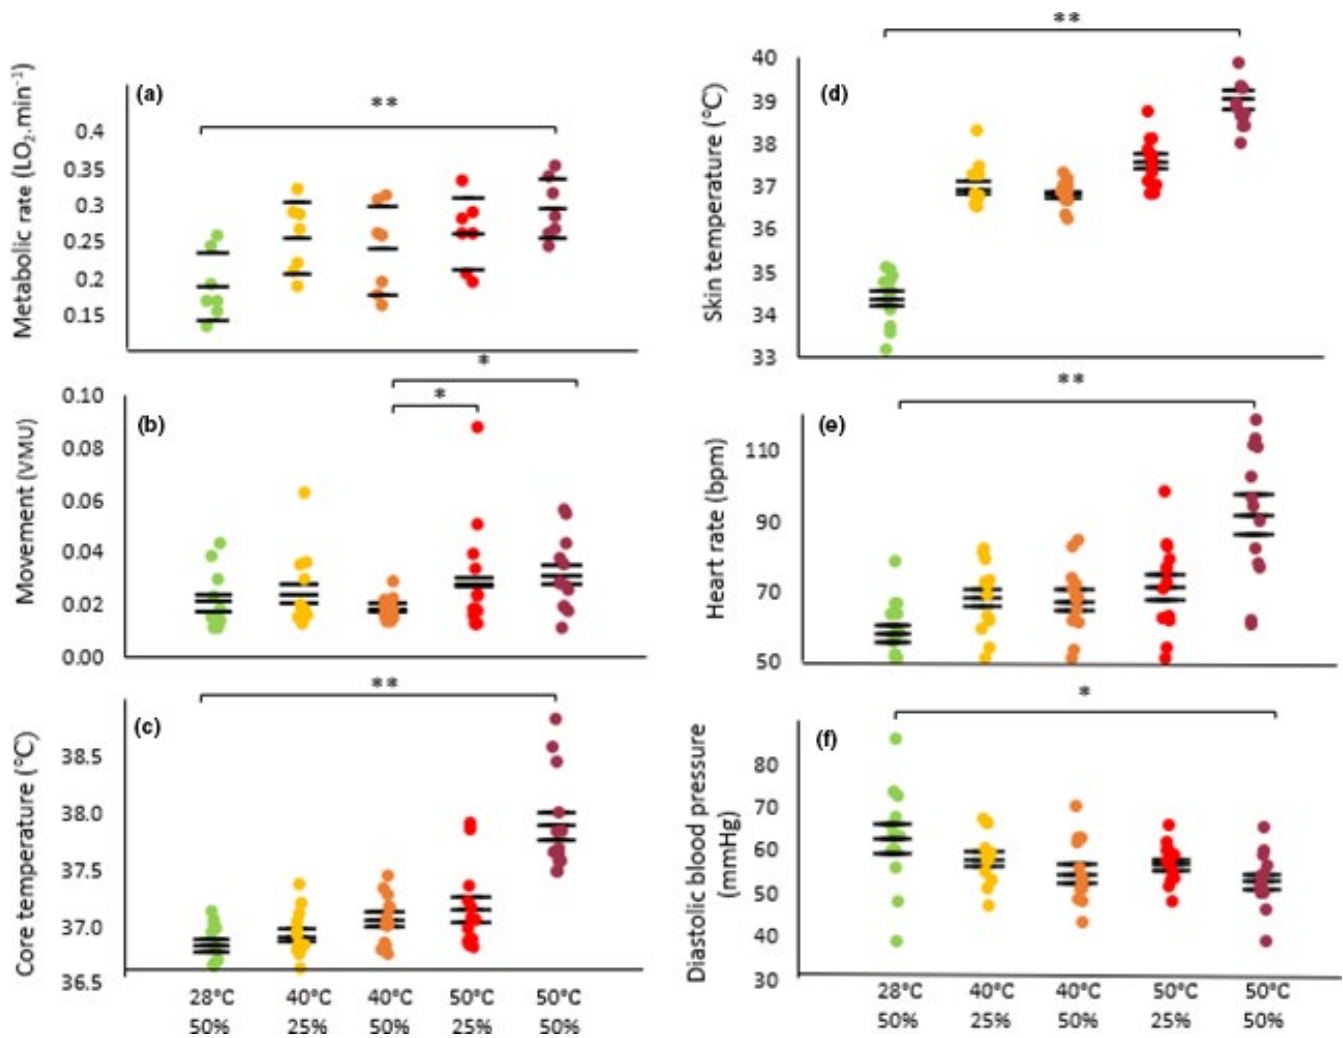 Metabolic rate (LO₂.min⁻¹)
(a)
**
0.4
0.35
0.3
0.25
0.2
0.15
Movement (VMU)
(b)
*
*
0.10
0.08
0.06
0.04
0.02
0.00
Core temperature (℃)
(c)
**
38.5
38.0
37.5
37.0
36.5
28°C 40°C 40°C 50°C 50°C
50% 25% 50% 25% 50%
Skin temperature (℃)
(d)
**
40
39
38
37
36
35
34
33
Heart rate (bpm)
(e)
**
110
90
70
50
Diastolic blood pressure
(mmHg)
(f)
*
80
70
60
50
40
30
28°C 40°C 40°C 50°C 50°C
50% 25% 50% 25% 50%